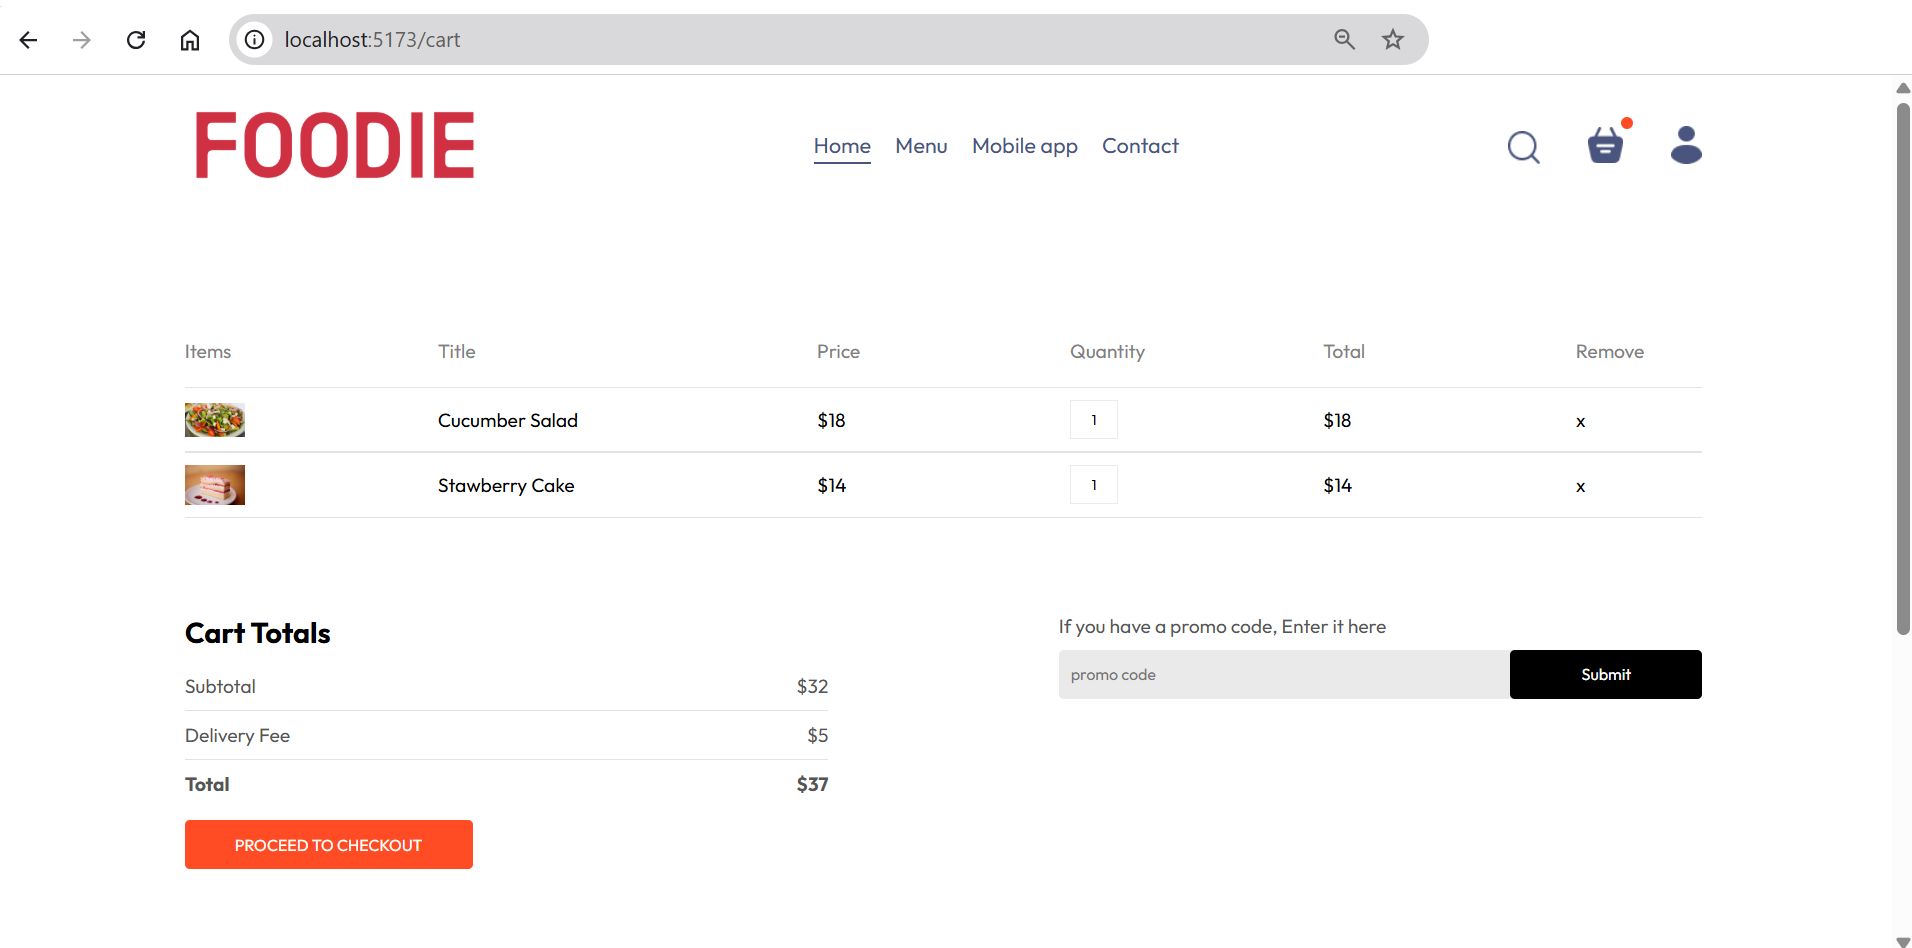 localhost:5173/cart
FOODIE
Home Menu Mobile app Contact
Items Title Price Quantity Total Remove
Cucumber Salad $18 1 $18 x
Stawberry Cake $14 1 $14 x
Cart Totals
Subtotal $32
Delivery Fee $5
Total $37
PROCEED TO CHECKOUT
If you have a promo code, Enter it here
promo code Submit